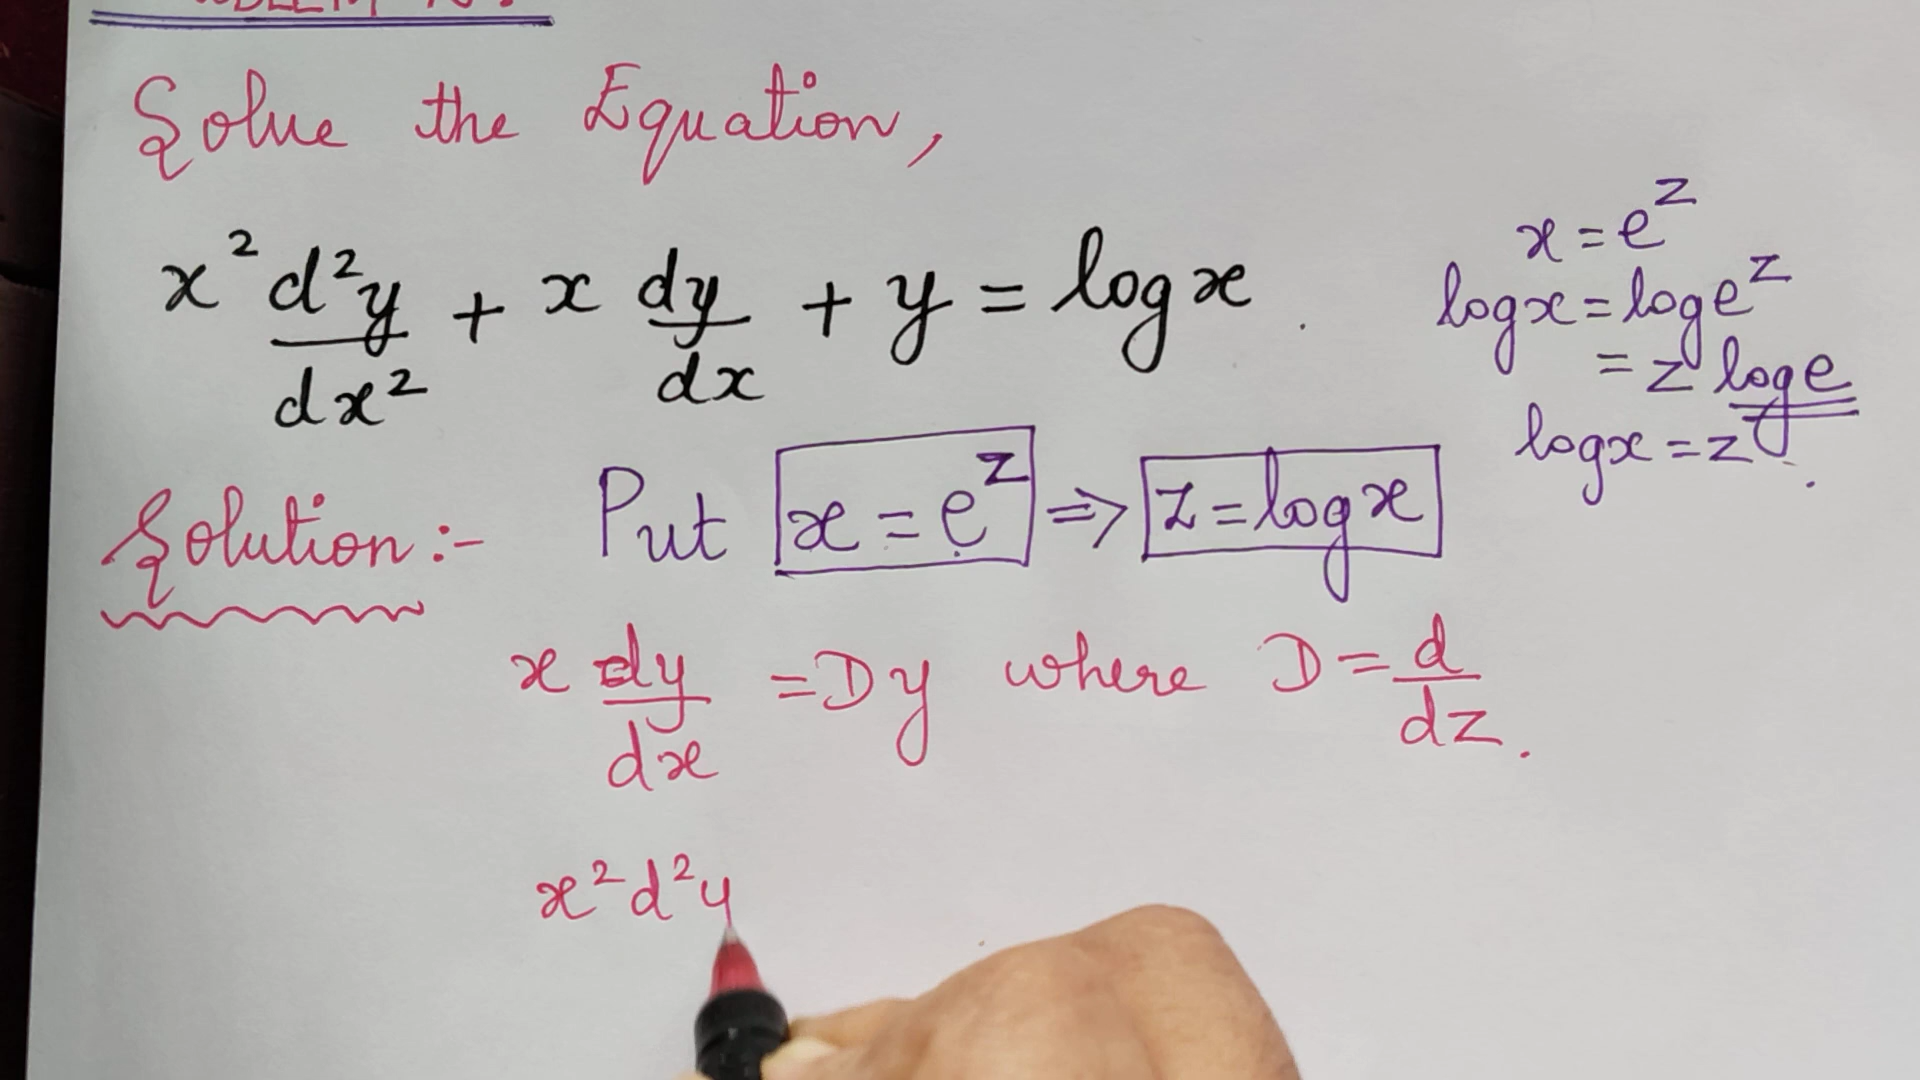 Solve the Equation,
x² d²y/dx² + x dy/dx + y = log x .
x = e^z
log x = log e^z
= z log e
log x = z .
Solution :- Put x = e^z ⇒ z = log x
x dy/dx = Dy where D = d/dz .
x² d²y